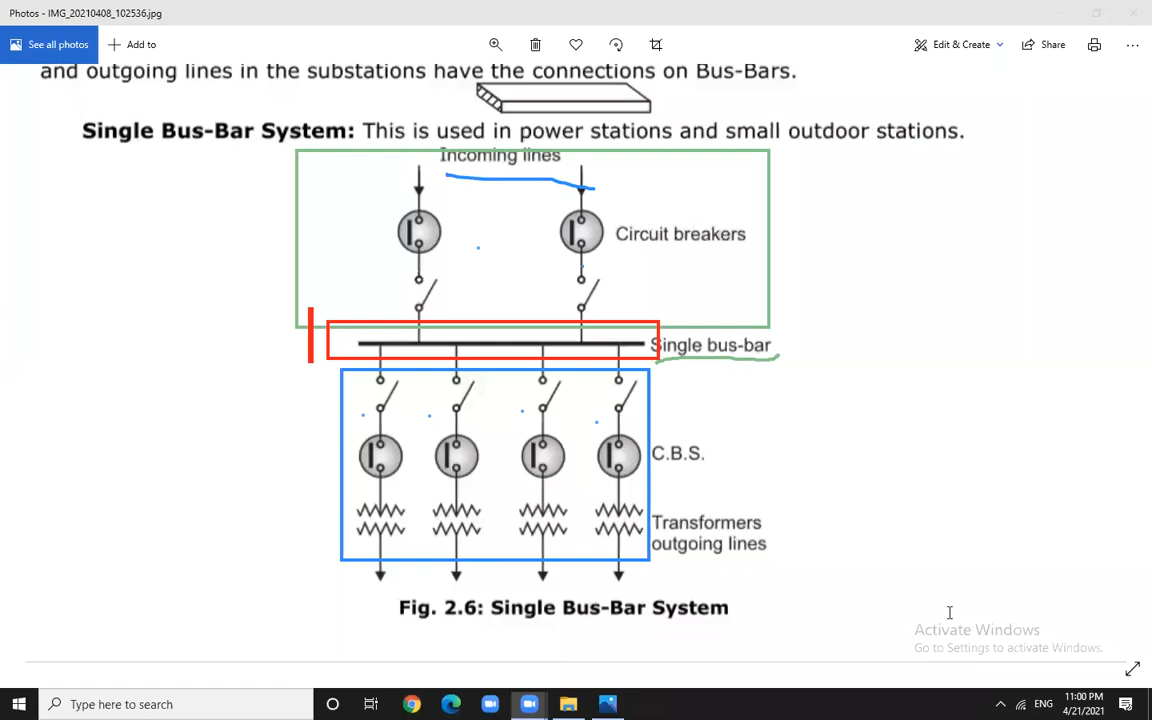 Photos - IMG_20210408_102536.jpg
See all photos
Add to
Edit & Create
Share
and outgoing lines in the substations have the connections on Bus-Bars.
Single Bus-Bar System: This is used in power stations and small outdoor stations.
Incoming lines
Circuit breakers
Single bus-bar
C.B.S.
Transformers
outgoing lines
Fig. 2.6: Single Bus-Bar System
Activate Windows
Go to Settings to activate Windows.
Type here to search
ENG
11:00 PM
4/21/2021